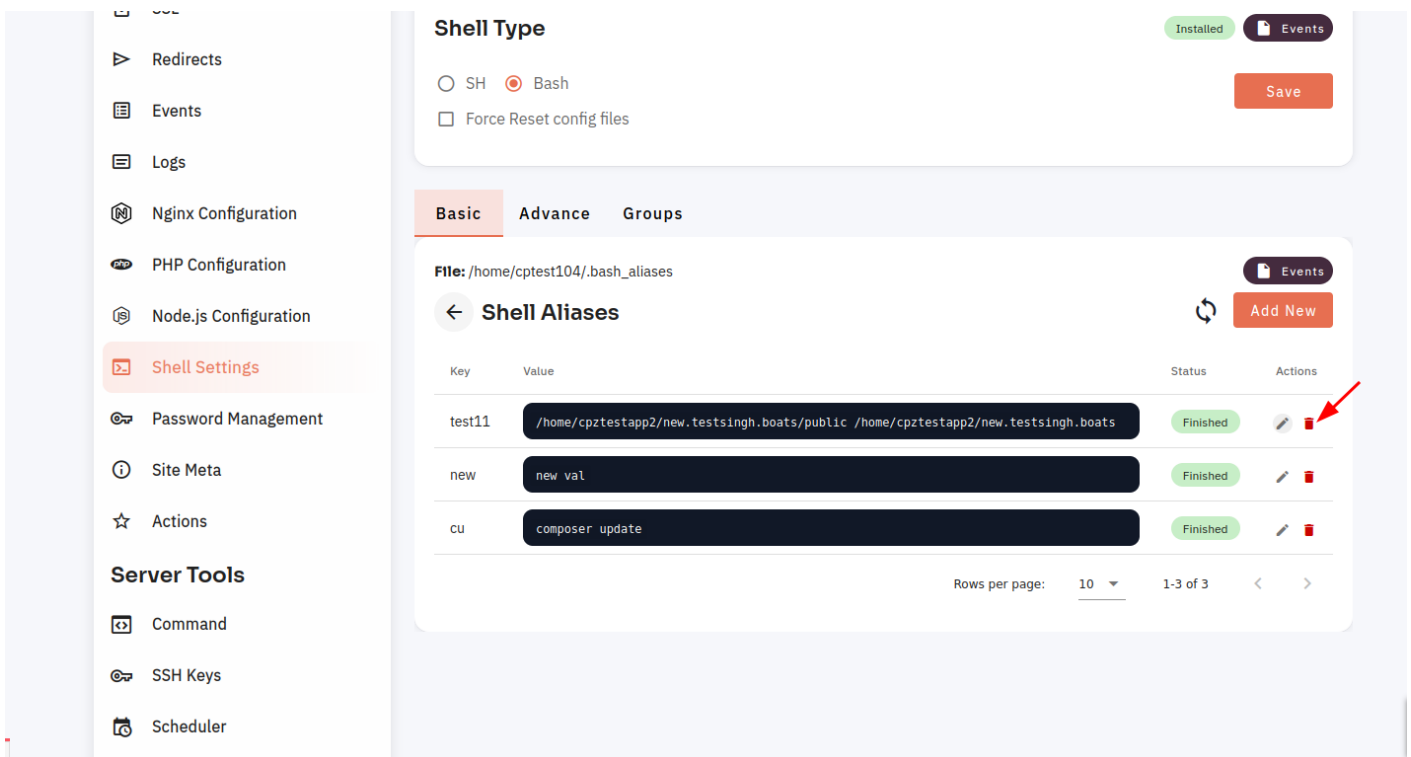 Redirects
Events
Logs
Nginx Configuration
PHP Configuration
Node.js Configuration
Shell Settings
Password Management
Site Meta
Actions
Server Tools
Command
SSH Keys
Scheduler
Shell Type
Installed
Events
SH
Bash
Save
Force Reset config files
Basic
Advance
Groups
File: /home/cptest104/.bash_aliases
Events
Shell Aliases
Add New
Key Value Status Actions
test11 /home/cpztestapp2/new.testsingh.boats/public /home/cpztestapp2/new.testsingh.boats Finished
new new val Finished
cu composer update Finished
Rows per page: 10 1-3 of 3